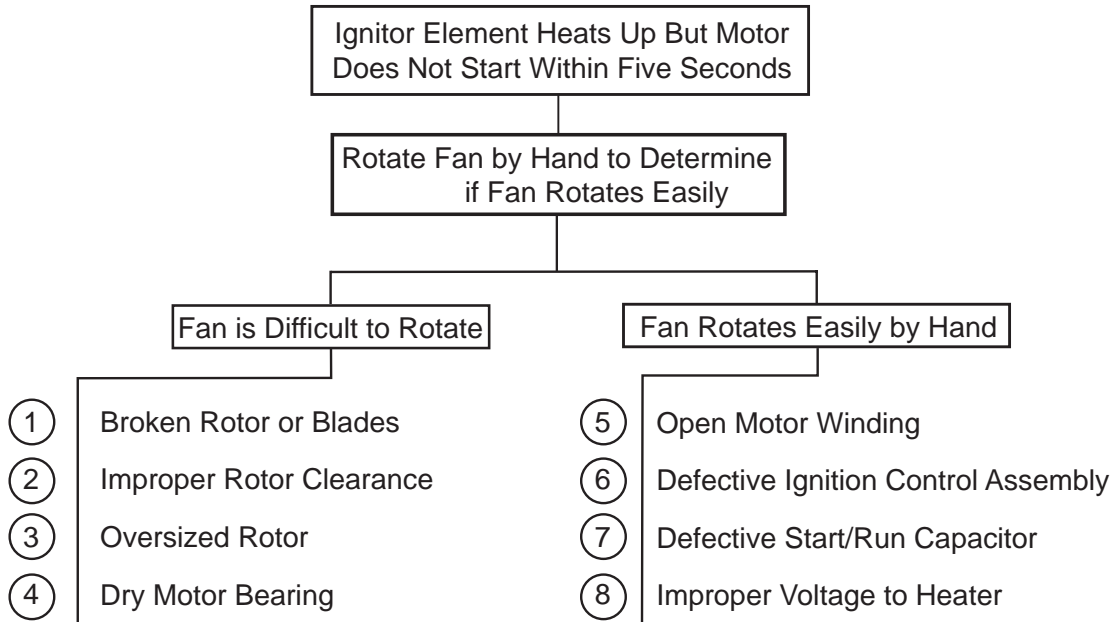 Ignitor Element Heats Up But Motor
Does Not Start Within Five Seconds
Rotate Fan by Hand to Determine
if Fan Rotates Easily
Fan is Difficult to Rotate
1 Broken Rotor or Blades
2 Improper Rotor Clearance
3 Oversized Rotor
4 Dry Motor Bearing
Fan Rotates Easily by Hand
5 Open Motor Winding
6 Defective Ignition Control Assembly
7 Defective Start/Run Capacitor
8 Improper Voltage to Heater